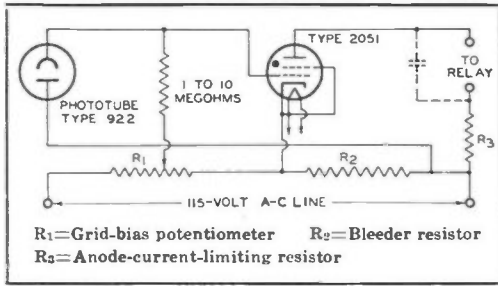 TYPE 2051
1 TO 10
MEGOHMS
TO
RELAY
PHOTOTUBE
TYPE 922
R1
R2
R3
115-VOLT A-C LINE
R1=Grid-bias potentiometer R2=Bleeder resistor
R3=Anode-current-limiting resistor